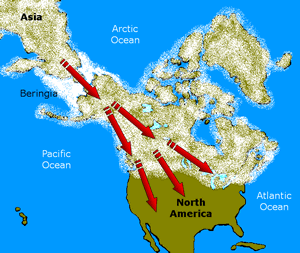 Asia
Arctic
Ocean
Beringia
Pacific
Ocean
Atlantic
Ocean
North
America